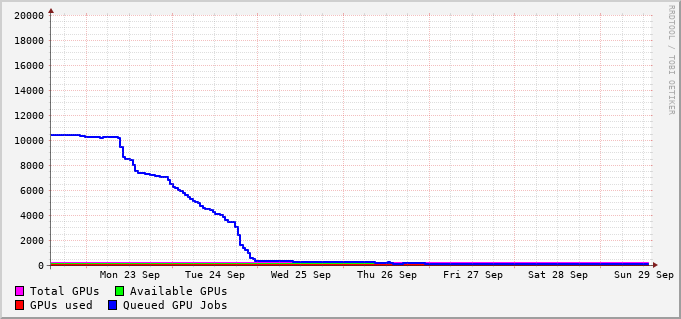 RRDTOOL / TOBI OETIKER
20000
18000
16000
14000
12000
10000
8000
6000
4000
2000
0
Mon 23 Sep Tue 24 Sep Wed 25 Sep Thu 26 Sep Fri 27 Sep Sat 28 Sep Sun 29 Sep
Total GPUs Available GPUs
GPUs used Queued GPU Jobs